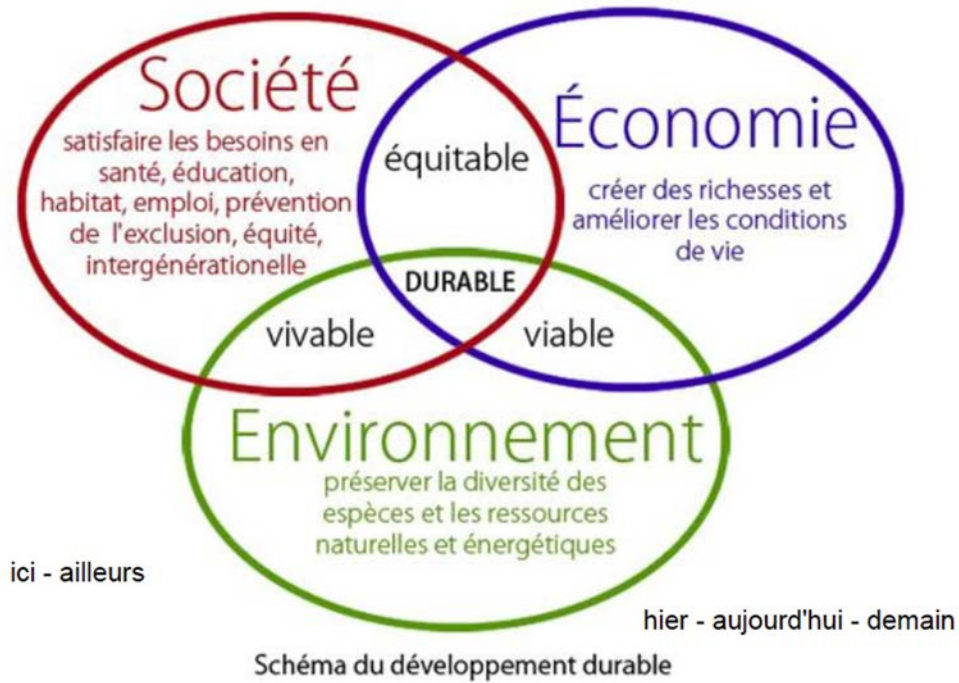 Société
satisfaire les besoins en
santé, éducation,
habitat, emploi, prévention
de l'exclusion, équité,
intergénérationelle
équitable
Économie
créer des richesses et
améliorer les conditions
de vie
DURABLE
vivable
viable
Environnement
préserver la diversité des
espèces et les ressources
naturelles et énergétiques
ici - ailleurs
hier - aujourd'hui - demain
Schéma du développement durable